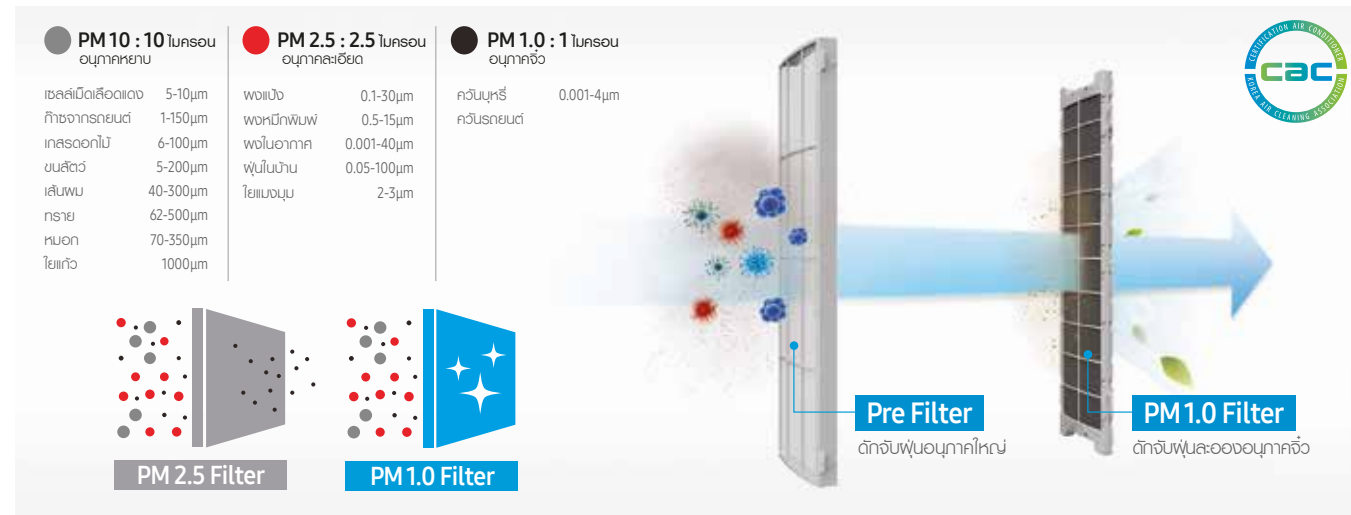 PM 10 : 10 ไมครอน
อนุภาคหยาบ
เซลล์เม็ดเลือดแดง 5-10μm
ก๊าซจากรถยนต์ 1-150μm
เกสรดอกไม้ 6-100μm
ขนสัตว์ 5-200μm
เส้นผม 40-300μm
ทราย 62-500μm
หมอก 70-350μm
ใยแก้ว 1000μm
PM 2.5 : 2.5 ไมครอน
อนุภาคละเอียด
ผงแป้ง 0.1-30μm
ผงหมึกพิมพ์ 0.5-15μm
ผงในอากาศ 0.001-40μm
ฝุ่นในบ้าน 0.05-100μm
ใยแมงมุม 2-3μm
PM 1.0 : 1 ไมครอน
อนุภาคจิ๋ว
ควันบุหรี่ 0.001-4μm
ควันรถยนต์
CERTIFICATION AIR CONDITIONER
cac
KOREA AIR CLEANING ASSOCIATION
PM 2.5 Filter
PM 1.0 Filter
Pre Filter
ดักจับฝุ่นอนุภาคใหญ่
PM 1.0 Filter
ดักจับฝุ่นละอองอนุภาคจิ๋ว